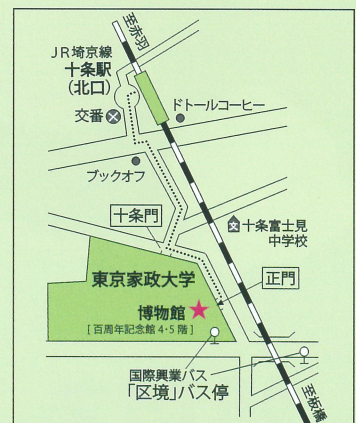 至赤羽
JR埼京線
十条駅
(北口)
交番
ドトールコーヒー
ブックオフ
十条門
十条富士見
中学校
東京家政大学
正門
博物館
[百周年記念館4・5階]
国際興業バス
「区境」バス停
至板橋